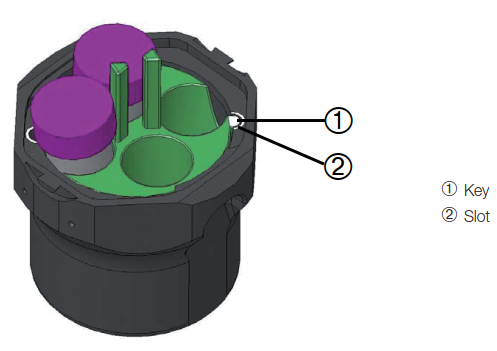 ①
②
① Key
② Slot